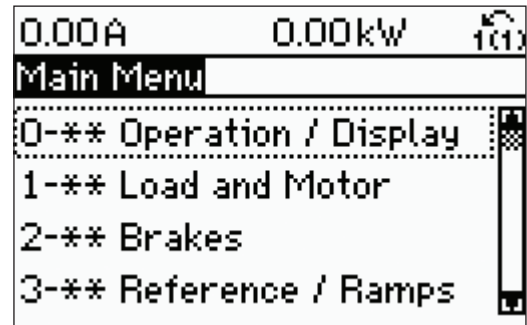 0.00A 0.00kW 1(1)
Main Menu
0-** Operation / Display
1-** Load and Motor
2-** Brakes
3-** Reference / Ramps